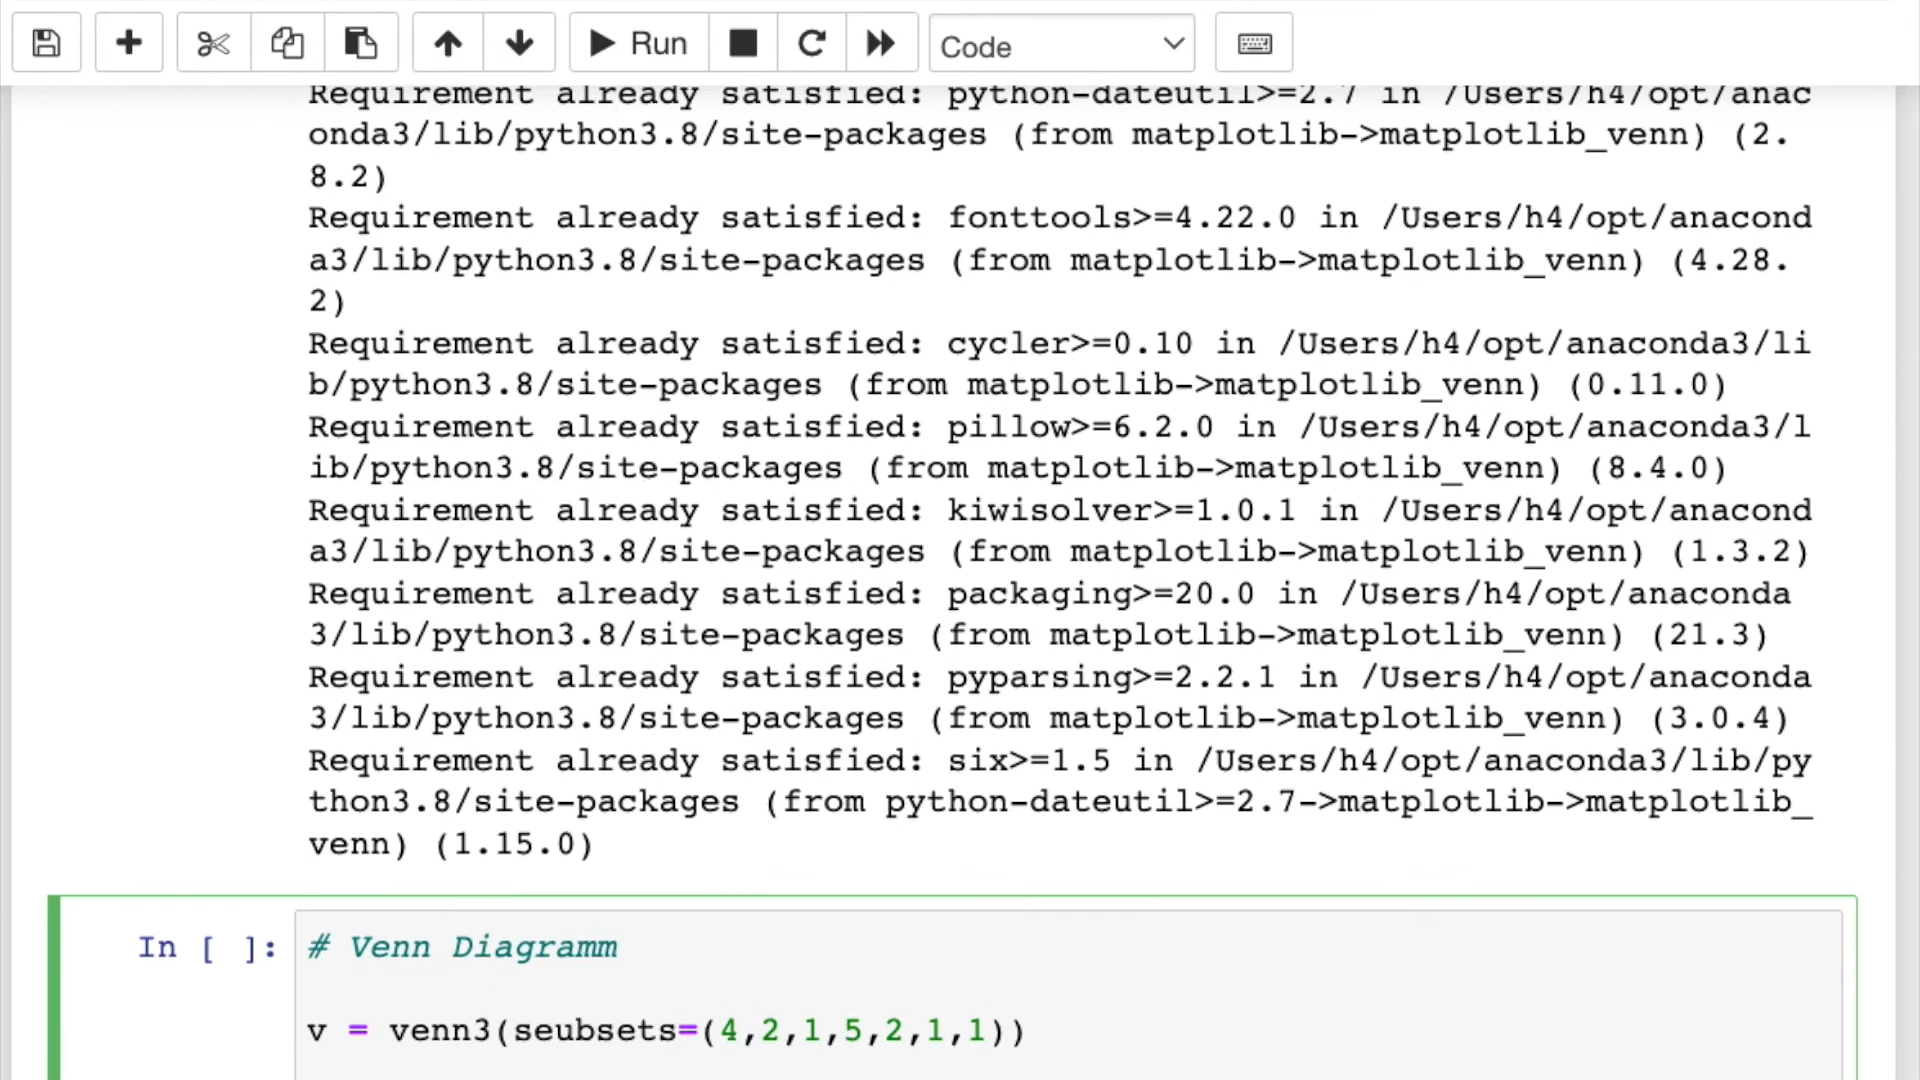 Run
Code
Requirement already satisfied: python-dateutil>=2.7 in /Users/h4/opt/anac
onda3/lib/python3.8/site-packages (from matplotlib->matplotlib_venn) (2.
8.2)
Requirement already satisfied: fonttools>=4.22.0 in /Users/h4/opt/anacond
a3/lib/python3.8/site-packages (from matplotlib->matplotlib_venn) (4.28.
2)
Requirement already satisfied: cycler>=0.10 in /Users/h4/opt/anaconda3/li
b/python3.8/site-packages (from matplotlib->matplotlib_venn) (0.11.0)
Requirement already satisfied: pillow>=6.2.0 in /Users/h4/opt/anaconda3/l
ib/python3.8/site-packages (from matplotlib->matplotlib_venn) (8.4.0)
Requirement already satisfied: kiwisolver>=1.0.1 in /Users/h4/opt/anacond
a3/lib/python3.8/site-packages (from matplotlib->matplotlib_venn) (1.3.2)
Requirement already satisfied: packaging>=20.0 in /Users/h4/opt/anaconda
3/lib/python3.8/site-packages (from matplotlib->matplotlib_venn) (21.3)
Requirement already satisfied: pyparsing>=2.2.1 in /Users/h4/opt/anaconda
3/lib/python3.8/site-packages (from matplotlib->matplotlib_venn) (3.0.4)
Requirement already satisfied: six>=1.5 in /Users/h4/opt/anaconda3/lib/py
thon3.8/site-packages (from python-dateutil>=2.7->matplotlib->matplotlib_
venn) (1.15.0)
In [ ]: # Venn Diagramm
v = venn3(seubsets=(4,2,1,5,2,1,1))